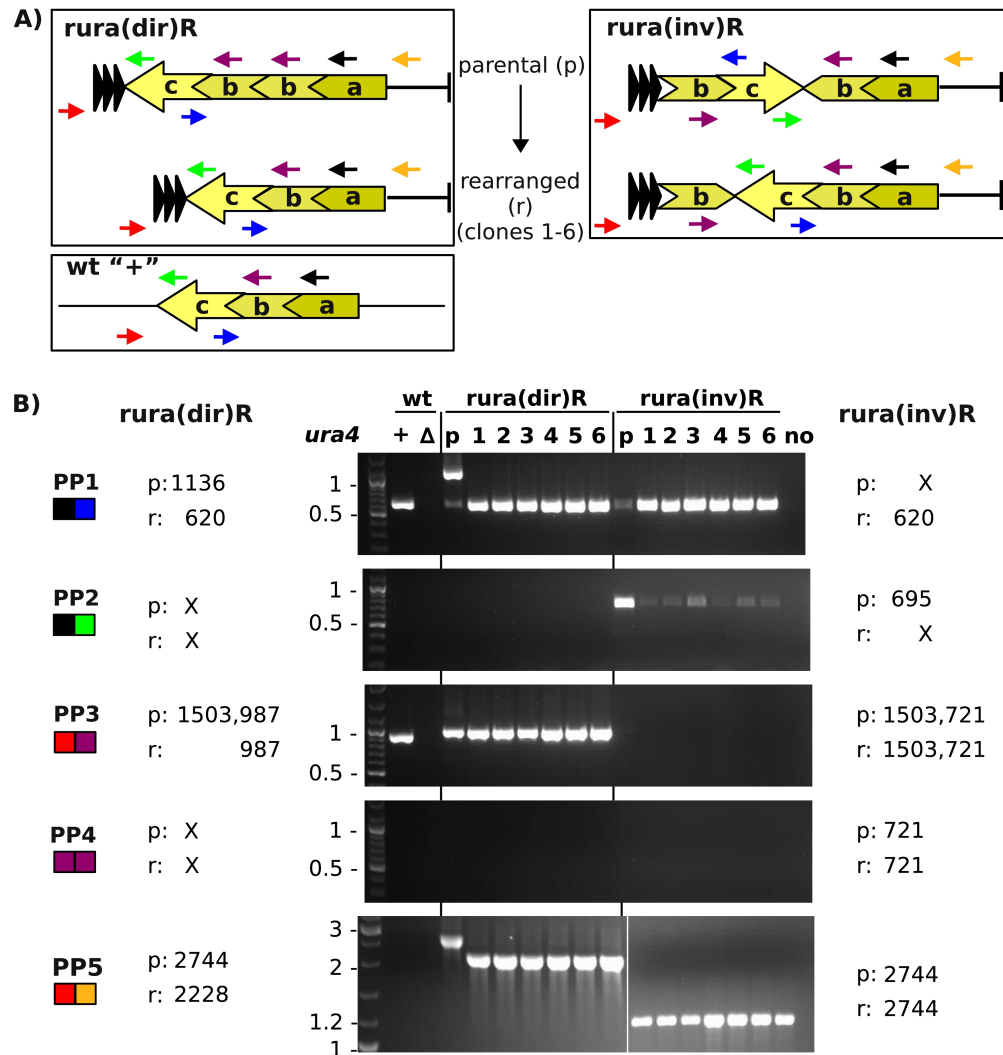 A)
rura(dir)R
c b b a
c b a
wt “+”
c b a
parental (p)
rearranged
(r)
(clones 1-6)
rura(inv)R
b c b a
b c b a
B)
rura(dir)R
wt rura(dir)R rura(inv)R
rura(inv)R
ura4 + Δ p 1 2 3 4 5 6 p 1 2 3 4 5 6 no
PP1
p: 1136
r: 620
1 -
0.5 -
p: X
r: 620
PP2
p: X
r: X
1 -
0.5 -
p: 695
r: X
PP3
p: 1503,987
r: 987
1 -
0.5 -
p: 1503,721
r: 1503,721
PP4
p: X
r: X
1 -
0.5 -
p: 721
r: 721
PP5
p: 2744
r: 2228
3 -
2 -
1.2 -
1 -
p: 2744
r: 2744